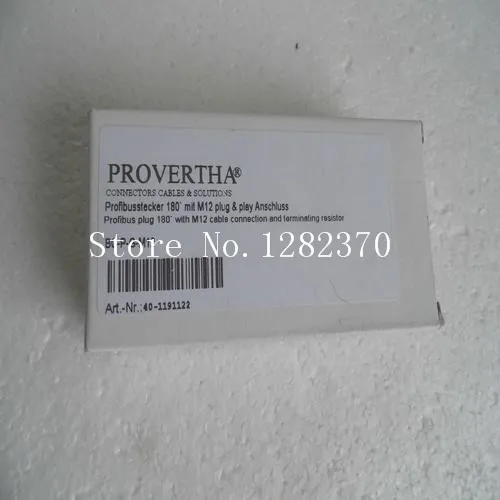 PROVERTHA®
CONNECTORS CABLES & SOLUTIONS
Profibusstecker 180° mit M12 plug & play Anschluss
Profibus plug 180° with M12 cable connection and terminating resistor
Store No.: 1282370
Art.-Nr.: 40-1191122